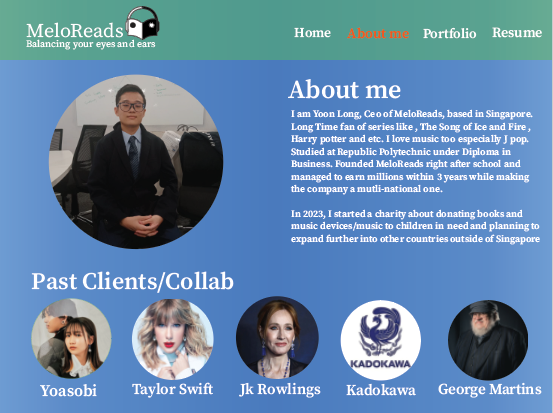 MeloReads
Balancing your eyes and ears
Home
About me
Portfolio
Resume
About me
I am Yoon Long, Ceo of MeloReads, based in Singapore.
Long Time fan of series like , The Song of Ice and Fire ,
Harry potter and etc. I love music too especially J pop.
Studied at Republic Polytechnic under Diploma in
Business. Founded MeloReads right after school and
managed to earn millions within 3 years while making
the company a mutli-national one.
In 2023, I started a charity about donating books and
music devices/music to children in need and planning to
expand further into other countries outside of Singapore
Past Clients/Collab
KADOKAWA
Yoasobi
Taylor Swift
Jk Rowlings
Kadokawa
George Martins